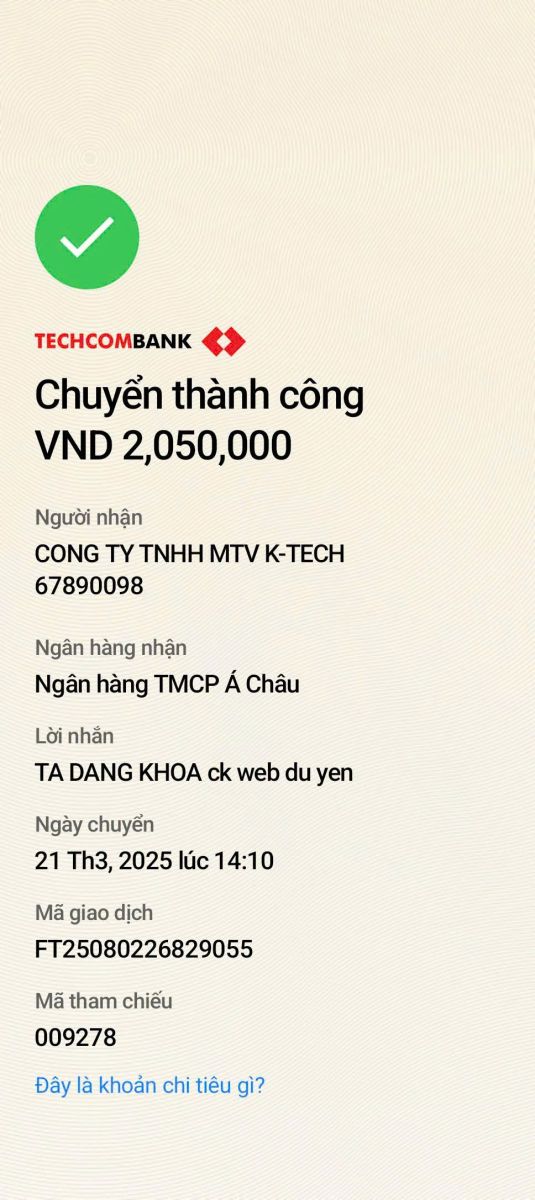 TECHCOMBANK
Chuyển thành công
VND 2,050,000
Người nhận
CONG TY TNHH MTV K-TECH
67890098
Ngân hàng nhận
Ngân hàng TMCP Á Châu
Lời nhắn
TA DANG KHOA ck web du yen
Ngày chuyển
21 Th3, 2025 lúc 14:10
Mã giao dịch
FT25080226829055
Mã tham chiếu
009278
Đây là khoản chi tiêu gì?